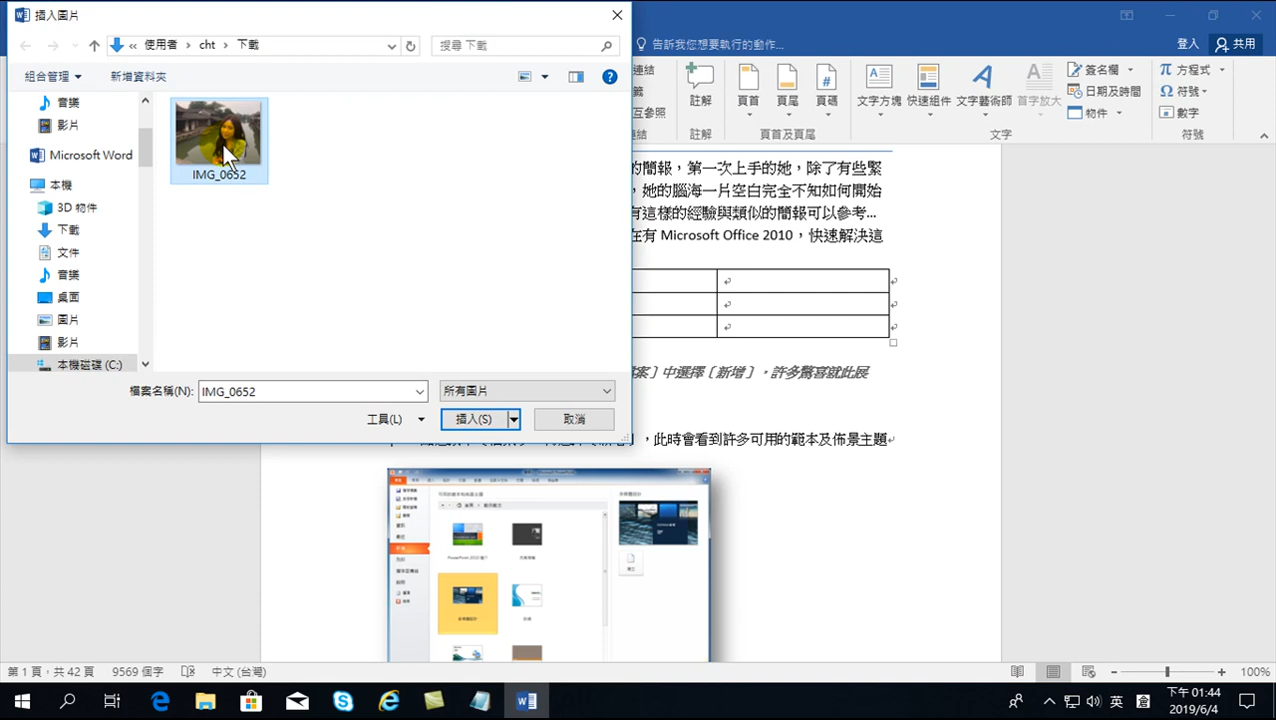 插入圖片
使用者 › cht › 下載
搜尋 下載
組合管理
新增資料夾
音樂
影片
Microsoft Word
本機
3D 物件
下載
文件
音樂
桌面
圖片
影片
本機磁碟 (C:)
IMG_0652
檔案名稱(N):
IMG_0652
所有圖片
工具(L)
插入(S)
取消
告訴我您想要執行的動作...
登入
共用
連結
籤
互參照
連結
註解
註解
頁首
頁尾
頁碼
頁首及頁尾
文字方塊
快速組件
文字藝術師
首字放大
簽名欄
日期及時間
物件
文字
方程式
符號
數字
符號
的簡報，第一次上手的她，除了有些緊
，她的腦海一片空白完全不知如何開始
有這樣的經驗與類似的簡報可以參考...
在有 Microsoft Office 2010，快速解決這
檔案〕中選擇〔新增〕，許多驚喜就此展
，此時會看到許多可用的範本及佈景主題
第 1 頁，共 42 頁
9569 個字
中文 (台灣)
100%
英
下午 01:44
2019/6/4